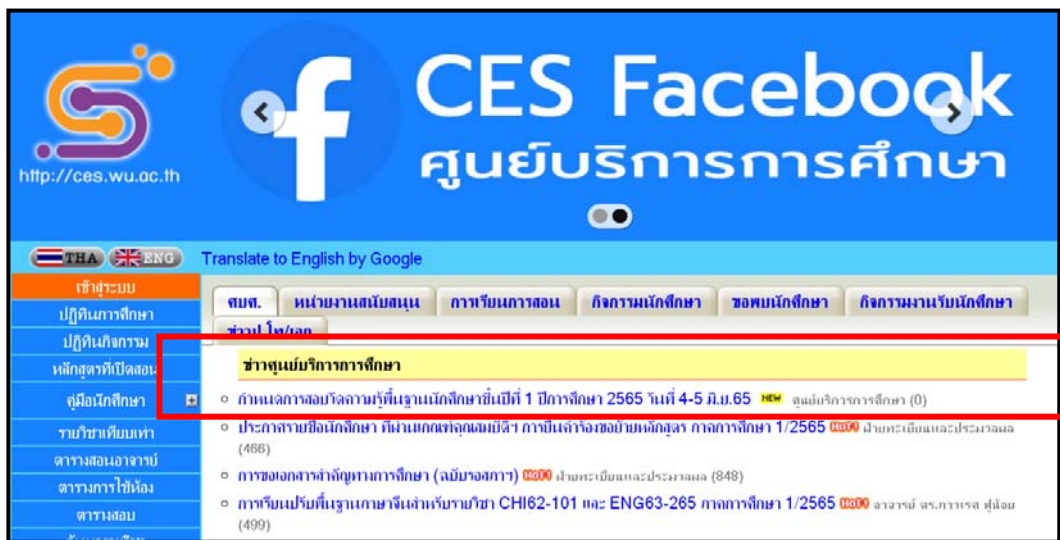 CES Facebook
ศูนย์บริการการศึกษา
http://ces.wu.ac.th
THA ENG Translate to English by Google
เข้าสู่ระบบ
ปฏิทินการศึกษา
ปฏิทินกิจกรรม
หลักสูตรที่เปิดสอน
คู่มือนักศึกษา
รายวิชาเทียบเท่า
ตารางสอนอาจารย์
ตารางการใช้ห้อง
ตารางสอบ
ศบศ. หน่วยงานสนับสนุน การเรียนการสอน กิจกรรมนักศึกษา ขอพบนักศึกษา กิจกรรมงานรับนักศึกษา
ข่าวป.โท/เอก
ข่าวศูนย์บริการการศึกษา
กำหนดการสอบวัดความรู้พื้นฐานนักศึกษาชั้นปีที่ 1 ปีการศึกษา 2565 วันที่ 4-5 มิ.ย.65 NEW ศูนย์บริการการศึกษา (0)
ประกาศรายชื่อนักศึกษา ที่ผ่านเกณฑ์คุณสมบัติฯ การยื่นคำร้องขอย้ายหลักสูตร ภาคการศึกษา 1/2565 HOT! ฝ่ายทะเบียนและประมวลผล
(466)
การขอเอกสารสำคัญทางการศึกษา (ฉบับรอสภาฯ) HOT! ฝ่ายทะเบียนและประมวลผล (848)
การเรียนปรับพื้นฐานภาษาจีนสำหรับรายวิชา CHI62-101 และ ENG63-265 ภาคการศึกษา 1/2565 HOT! อาจารย์ ดร.
(499)